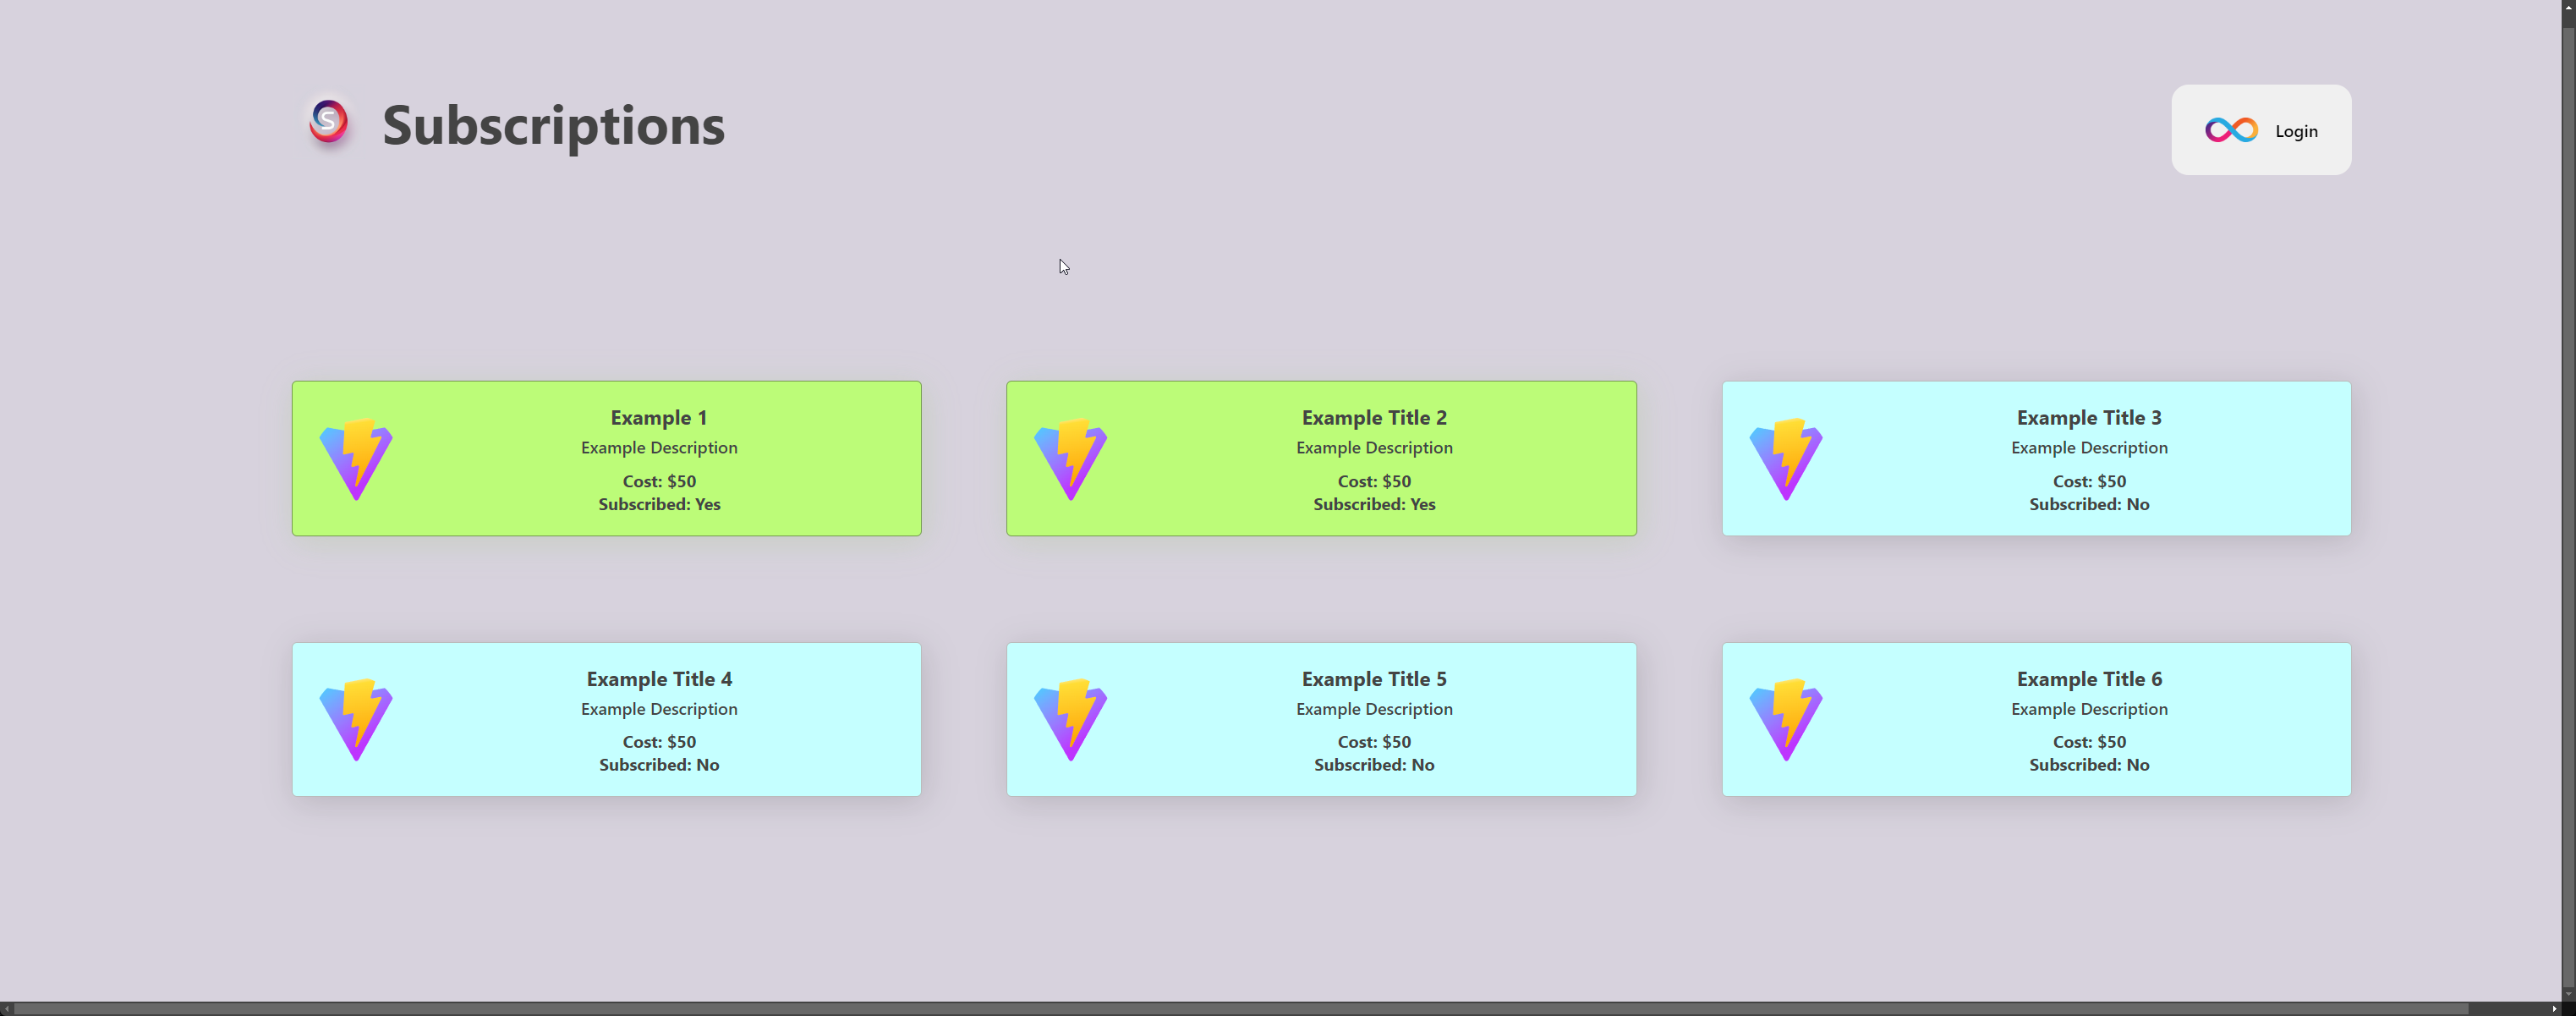 S
Subscriptions
Login
Example 1
Example Description
Cost: $50
Subscribed: Yes
Example Title 2
Example Description
Cost: $50
Subscribed: Yes
Example Title 3
Example Description
Cost: $50
Subscribed: No
Example Title 4
Example Description
Cost: $50
Subscribed: No
Example Title 5
Example Description
Cost: $50
Subscribed: No
Example Title 6
Example Description
Cost: $50
Subscribed: No